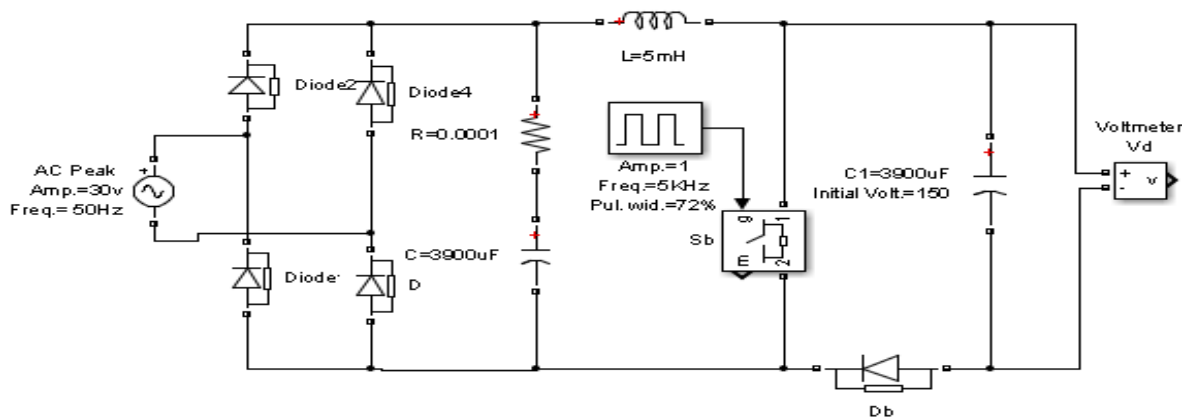 L=5mH
Diode2
Diode4
R=0.0001
Voltmeter
Vd
AC Peak
Amp.=30v
Freq.= 50Hz
+
Amp.=1
Freq.=5KHz
Pul. wid.=72%
C1=3900uF
Initial Volt.=150
+
-
v
Sb
g
m
1
2
C=3900uF
Diode
D
Db